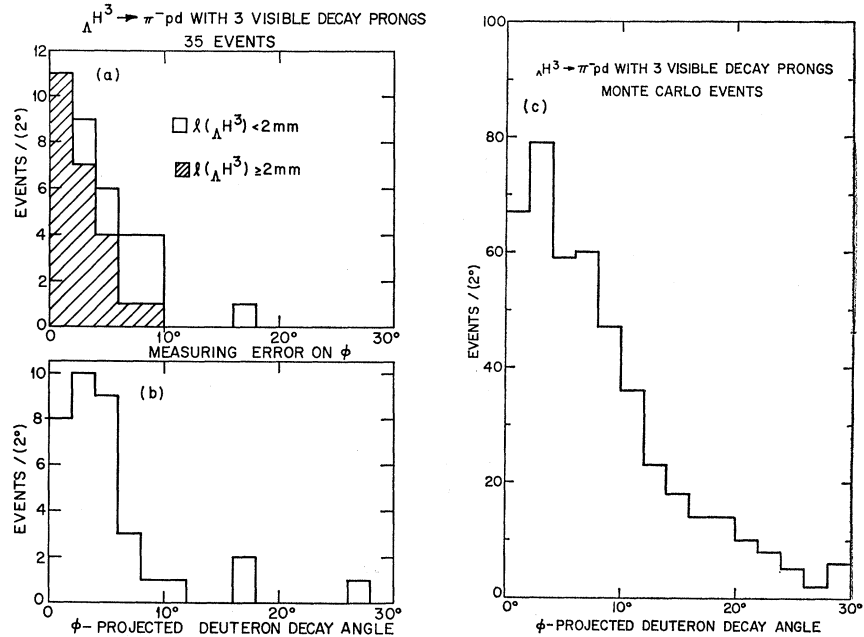 ΛH³ → π⁻pd WITH 3 VISIBLE DECAY PRONGS
35 EVENTS
12
10
8
6
4
2
0
EVENTS / (2°)
(a)
ℓ(ΛH³) < 2mm
ℓ(ΛH³) ≥ 2mm
0 10° 20° 30°
MEASURING ERROR ON ϕ
10
8
6
4
2
0
EVENTS / (2°)
(b)
0 10° 20° 30°
ϕ- PROJECTED DEUTERON DECAY ANGLE
100
80
60
40
20
0
EVENTS / (2°)
ΛH³ → π⁻pd WITH 3 VISIBLE DECAY PRONGS
MONTE CARLO EVENTS
(c)
0° 10° 20° 30°
ϕ-PROJECTED DEUTERON DECAY ANGLE